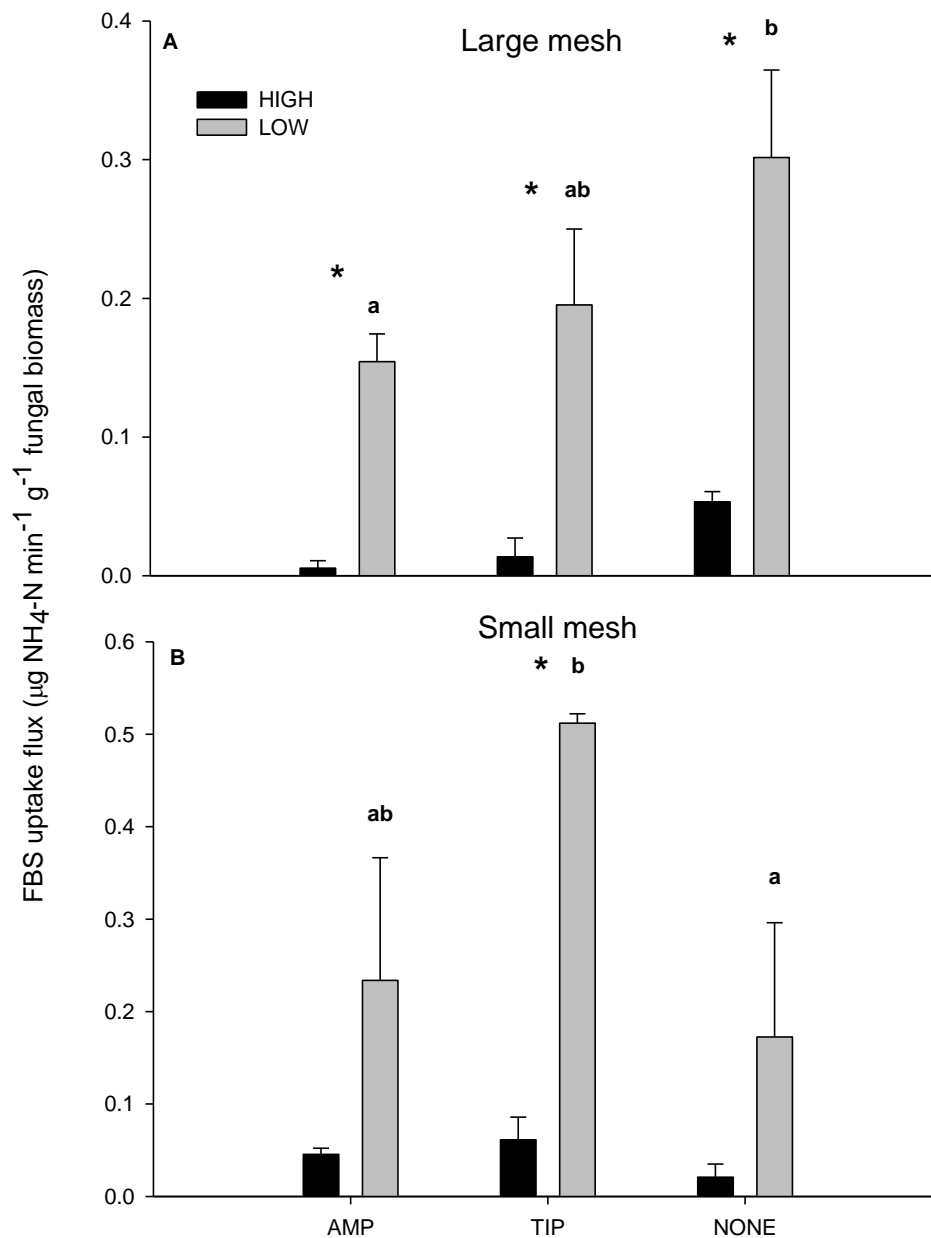 FBS uptake flux (µg NH4-N min-1 g-1 fungal biomass)
A
Large mesh
HIGH
LOW
0.4
0.3
0.2
0.1
0.0
* a
* ab
* b
Small mesh
B
0.6
0.5
0.4
0.3
0.2
0.1
0.0
ab
* b
a
AMP TIP NONE